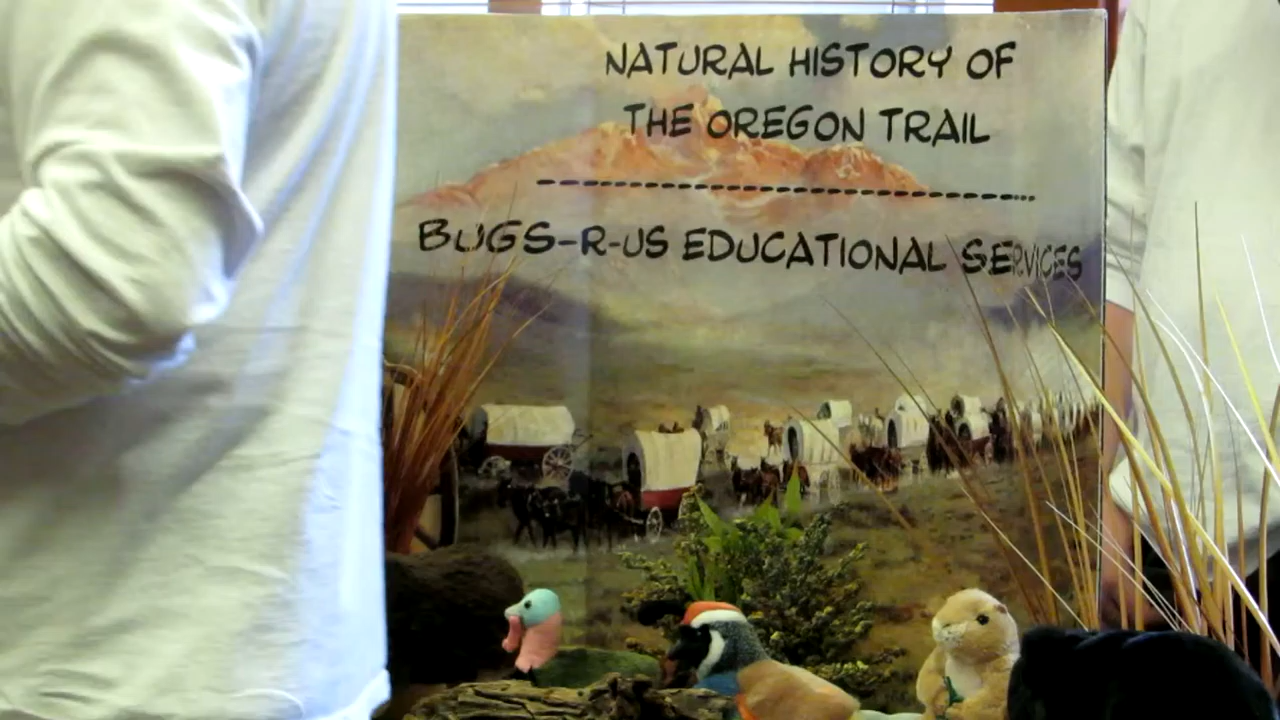 NATURAL HISTORY OF
THE OREGON TRAIL
BUGS-R-US EDUCATIONAL SERVICES